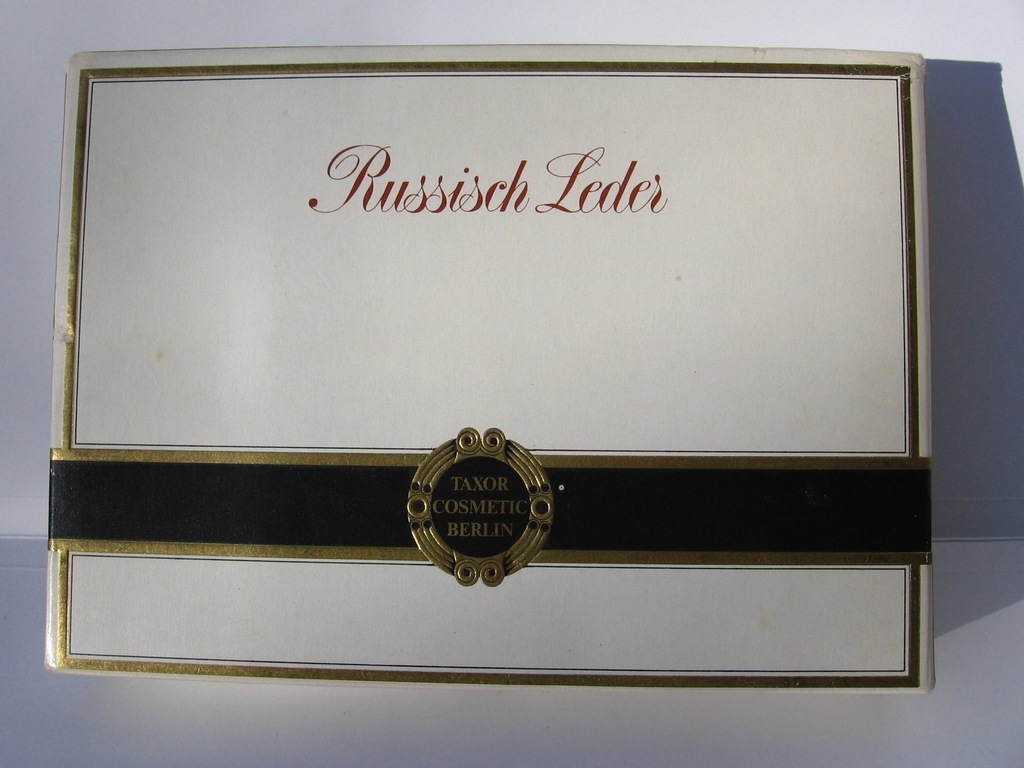 Russisch Leder
TAXOR
COSMETIC
BERLIN